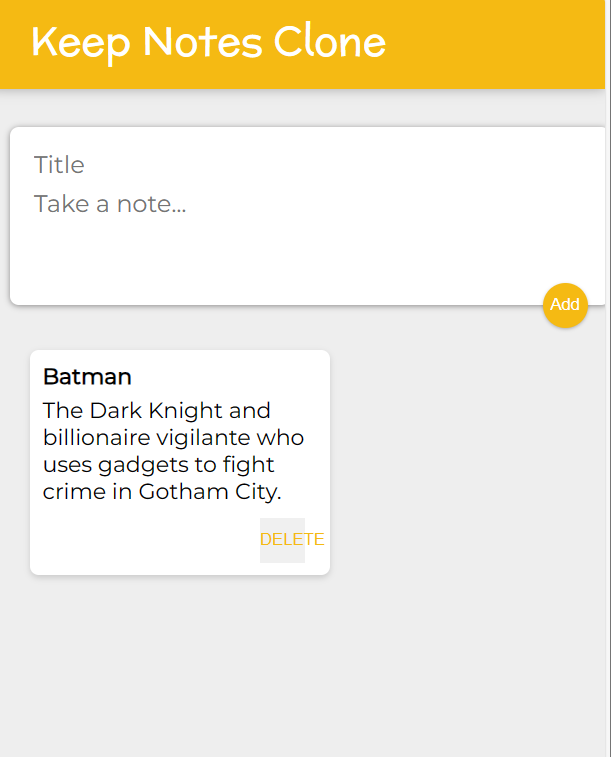 Keep Notes Clone
Title
Take a note...
Add
Batman
The Dark Knight and
billionaire vigilante who
uses gadgets to fight
crime in Gotham City.
DELETE